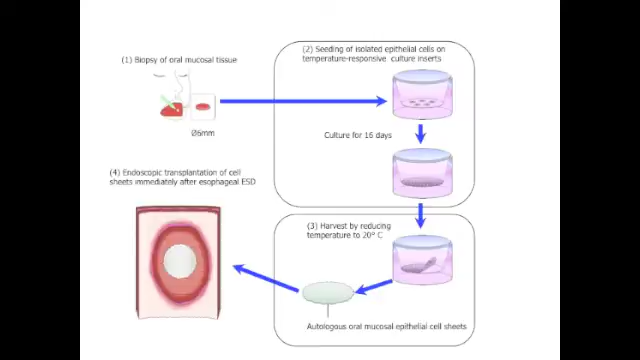 (1) Biopsy of oral mucosal tissue
Ø6mm
(2) Seeding of isolated epithelial cells on
temperature-responsive culture inserts
Culture for 16 days
(3) Harvest by reducing
temperature to 20° C
Autologous oral mucosal epithelial cell sheets
(4) Endoscopic transplantation of cell
sheets immediately after esophageal ESD